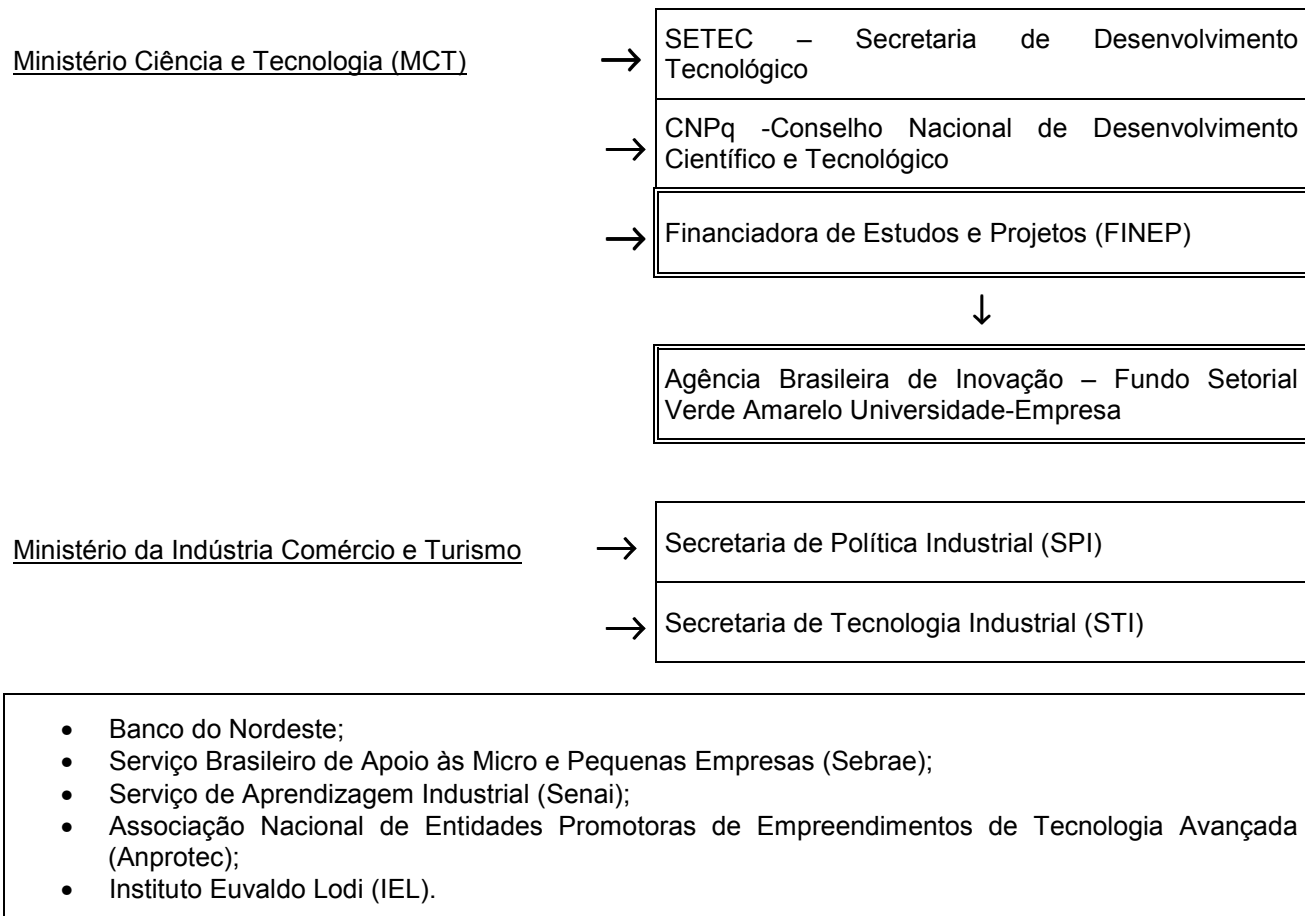 Ministério Ciência e Tecnologia (MCT)
→
SETEC – Secretaria de Desenvolvimento
Tecnológico
→
CNPq -Conselho Nacional de Desenvolvimento
Científico e Tecnológico
→
Financiadora de Estudos e Projetos (FINEP)
↓
Agência Brasileira de Inovação – Fundo Setorial
Verde Amarelo Universidade-Empresa
Ministério da Indústria Comércio e Turismo
→
Secretaria de Política Industrial (SPI)
→
Secretaria de Tecnologia Industrial (STI)
• Banco do Nordeste;
• Serviço Brasileiro de Apoio às Micro e Pequenas Empresas (Sebrae);
• Serviço de Aprendizagem Industrial (Senai);
• Associação Nacional de Entidades Promotoras de Empreendimentos de Tecnologia Avançada
(Anprotec);
• Instituto Euvaldo Lodi (IEL).